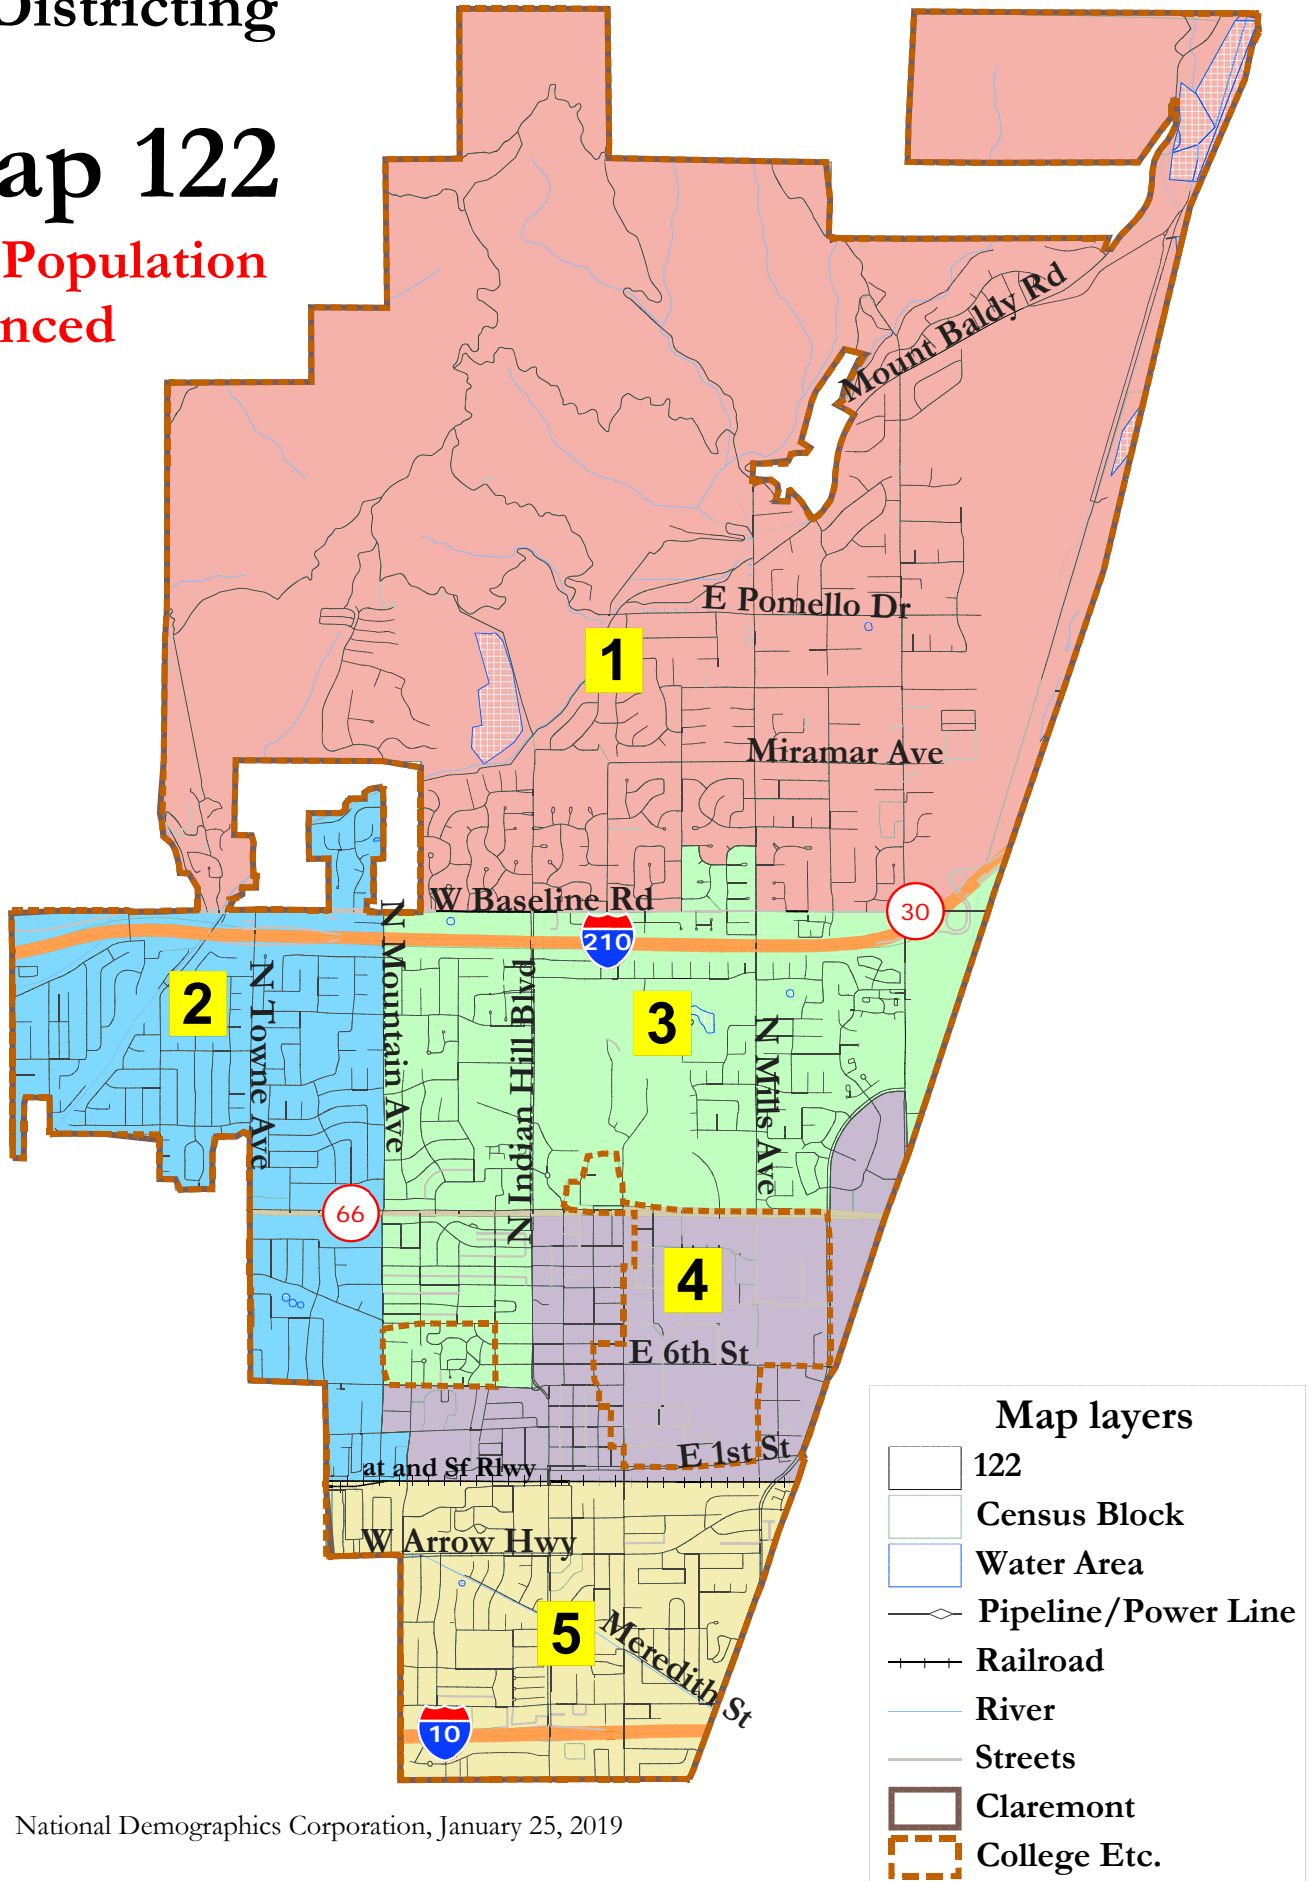 Districting
ap 122
Population
nced
Mount Baldy Rd
E Pomello Dr
1
Miramar Ave
W Baseline Rd
30
210
N Mountain Ave
N Towne Ave
N Indian Hill Blvd
N Mills Ave
2
3
66
4
E 6th St
E 1st St
at and Sf Rlwy
W Arrow Hwy
5
Meredith St
10
Map layers
122
Census Block
Water Area
Pipeline/Power Line
Railroad
River
Streets
Claremont
College Etc.
National Demographics Corporation, January 25, 2019